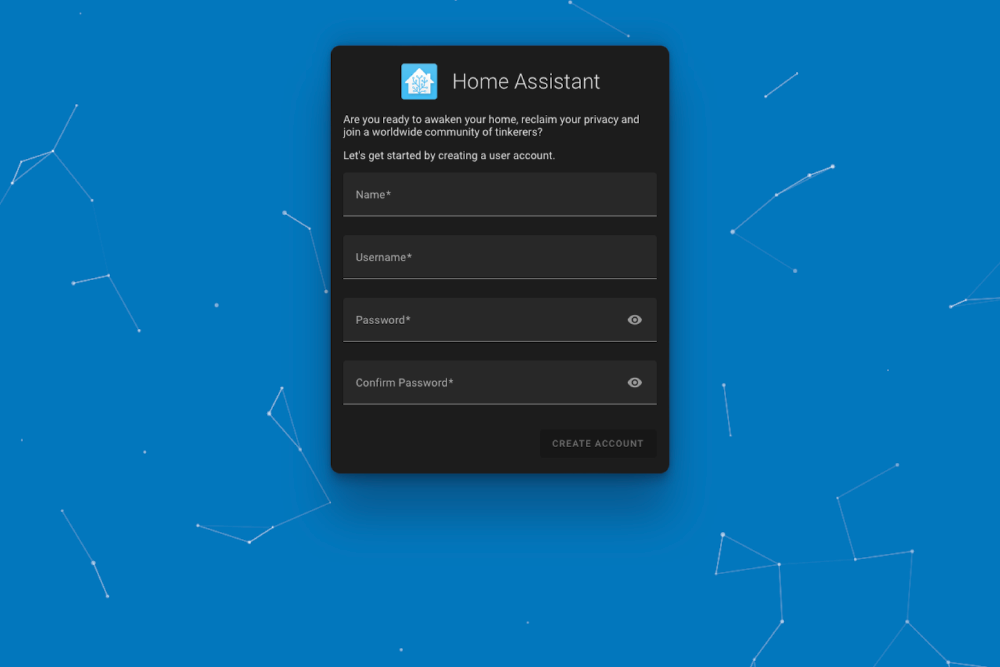 Home Assistant
Are you ready to awaken your home, reclaim your privacy and
join a worldwide community of tinkerers?
Let's get started by creating a user account.
Name*
Username*
Password*
Confirm Password*
CREATE ACCOUNT